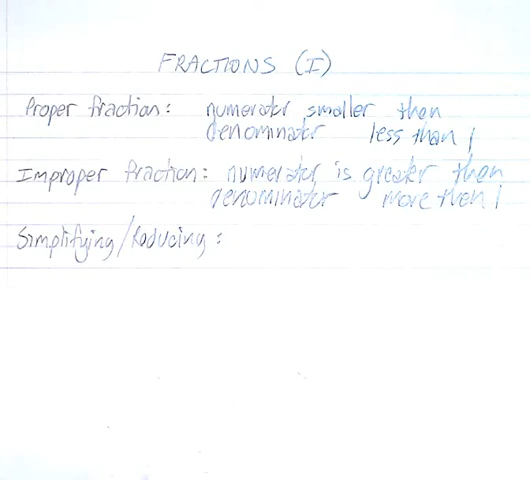 FRACTIONS (I)
Proper fraction: numerator smaller then
denominator less than 1
Improper fraction: numerator is greater then
denominator more then 1
Simplifying/Reducing: